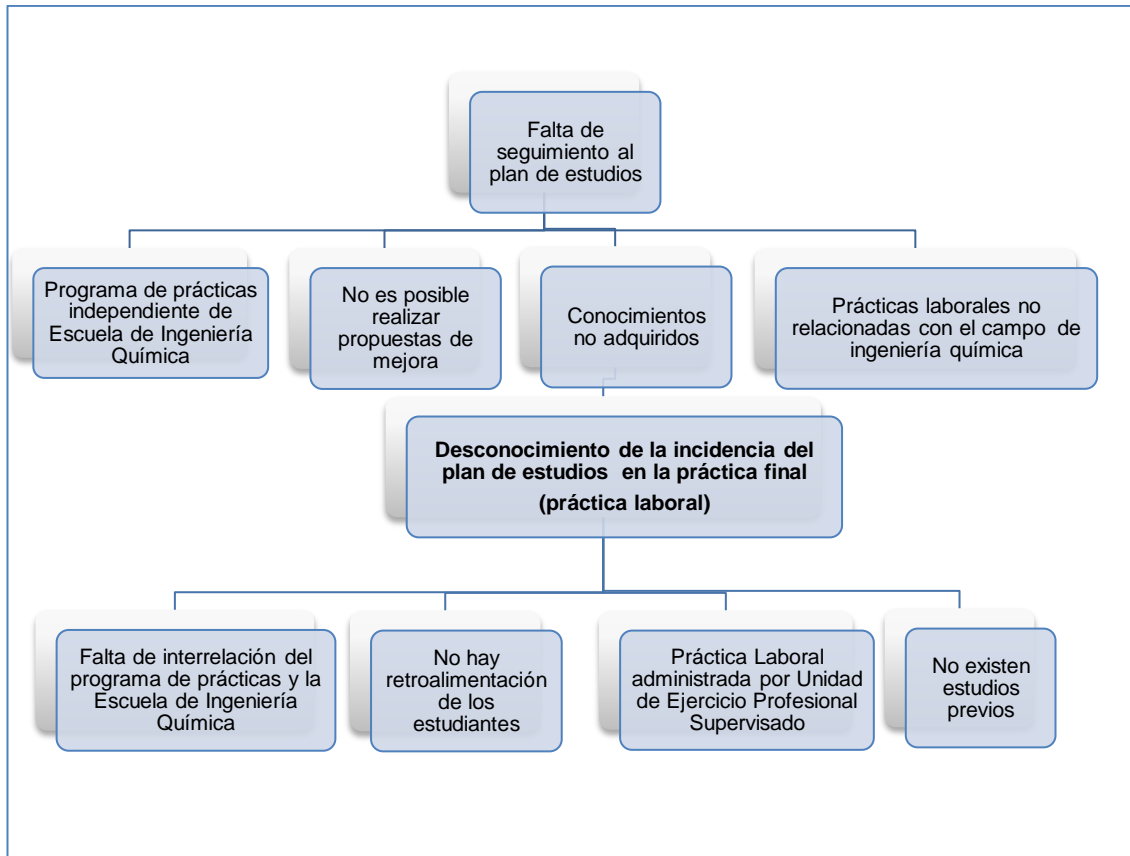 Falta de
seguimiento al
plan de estudios
Programa de prácticas
independiente de
Escuela de Ingeniería
Química
No es posible
realizar
propuestas de
mejora
Conocimientos
no adquiridos
Prácticas laborales no
relacionadas con el campo de
ingeniería química
Desconocimiento de la incidencia del
plan de estudios en la práctica final
(práctica laboral)
Falta de interrelación del
programa de prácticas y la
Escuela de Ingeniería
Química
No hay
retroalimentación
de los
estudiantes
Práctica Laboral
administrada por Unidad
de Ejercicio Profesional
Supervisado
No existen
estudios
previos